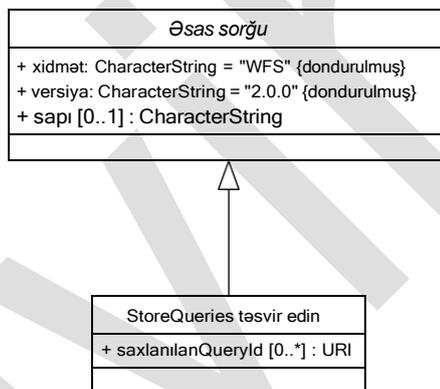 Əsas sorğu
+ xidmət: CharacterString = "WFS" {dondurulmuş}
+ versiya: CharacterString = "2.0.0" {dondurulmuş}
+ sapı [0..1] : CharacterString
StoreQueries təsvir edin
+ saxlanılanQueryId [0..*] : URI